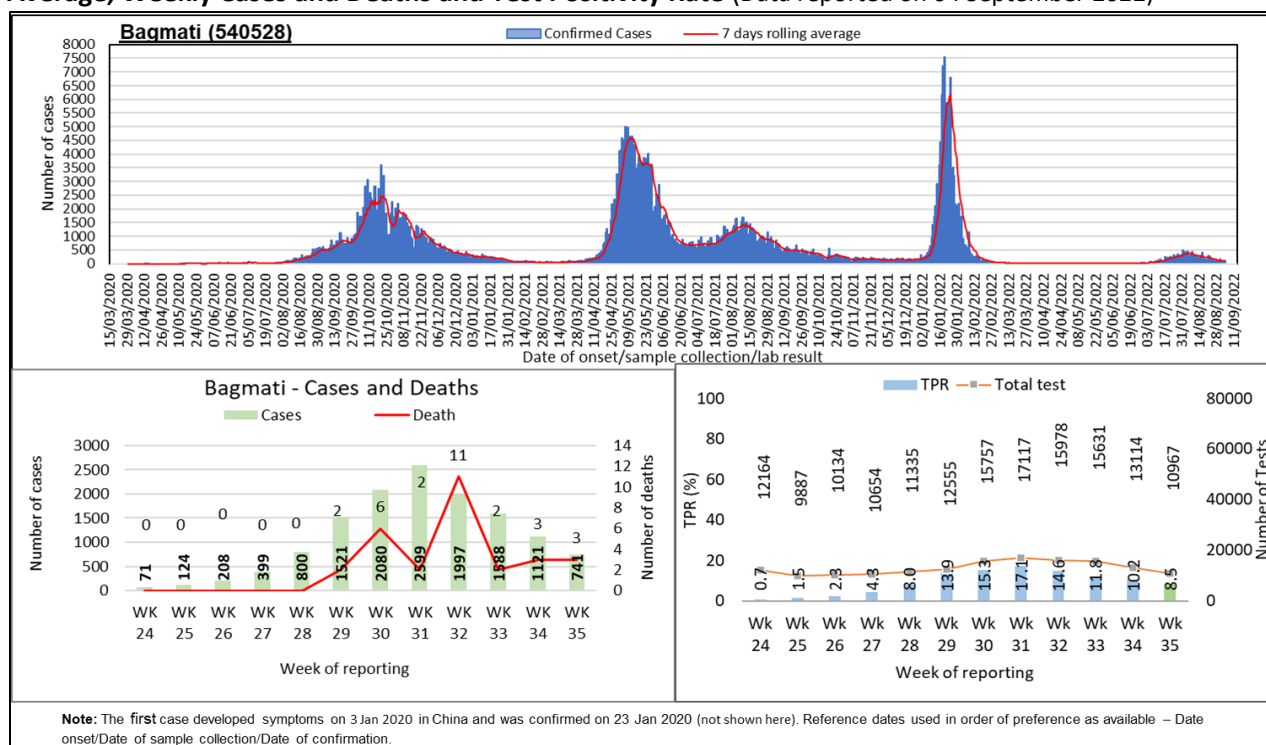 Average, Weekly Cases and Deaths and Test Positivity Rate (Data reported on 04 September 2022)
Bagmati (540528)
Confirmed Cases 7 days rolling average
Number of cases
8000
7500
7000
6500
6000
5500
5000
4500
4000
3500
3000
2500
2000
1500
1000
500
0
15/03/2020 29/03/2020 12/04/2020 26/04/2020 10/05/2020 24/05/2020 07/06/2020 21/06/2020 05/07/2020 19/07/2020 02/08/2020 16/08/2020 30/08/2020 13/09/2020 27/09/2020 11/10/2020 25/10/2020 08/11/2020 22/11/2020 06/12/2020 20/12/2020 03/01/2021 17/01/2021 31/01/2021 14/02/2021 28/02/2021 14/03/2021 28/03/2021 11/04/2021 25/04/2021 09/05/2021 23/05/2021 06/06/2021 20/06/2021 04/07/2021 18/07/2021 01/08/2021 15/08/2021 29/08/2021 12/09/2021 26/09/2021 10/10/2021 24/10/2021 07/11/2021 21/11/2021 05/12/2021 19/12/2021 02/01/2022 16/01/2022 30/01/2022 13/02/2022 27/02/2022 13/03/2022 27/03/2022 10/04/2022 24/04/2022 08/05/2022 22/05/2022 05/06/2022 19/06/2022 03/07/2022 17/07/2022 31/07/2022 14/08/2022 28/08/2022 11/09/2022
Date of onset/sample collection/lab result
Bagmati - Cases and Deaths
Cases Death
Number of cases
3000
2500
2000
1500
1000
500
0
0 0 0 0 0 2 6 2 11 2 3 3
71 124 208 399 800 1521 2080 2599 1997 1588 1121 741
14
12
10
8
6
4
2
0
Number of deaths
Wk Wk Wk Wk Wk Wk Wk Wk Wk Wk Wk Wk
24 25 26 27 28 29 30 31 32 33 34 35
Week of reporting
TPR Total test
TPR (%)
100
80
60
40
20
0
12164 9887 10134 10654 11335 12555 15757 17117 15978 15631 13114 10967
0.7 1.5 2.3 4.3 8.0 13.9 15.3 17.1 14.6 11.8 10.2 8.5
80000
60000
40000
20000
0
Number of Tests
Wk Wk Wk Wk Wk Wk Wk Wk Wk Wk Wk Wk
24 25 26 27 28 29 30 31 32 33 34 35
Week of reporting
Note: The first case developed symptoms on 3 Jan 2020 in China and was confirmed on 23 Jan 2020 (not shown here). Reference dates used in order of preference as available – Date
onset/Date of sample collection/Date of confirmation.